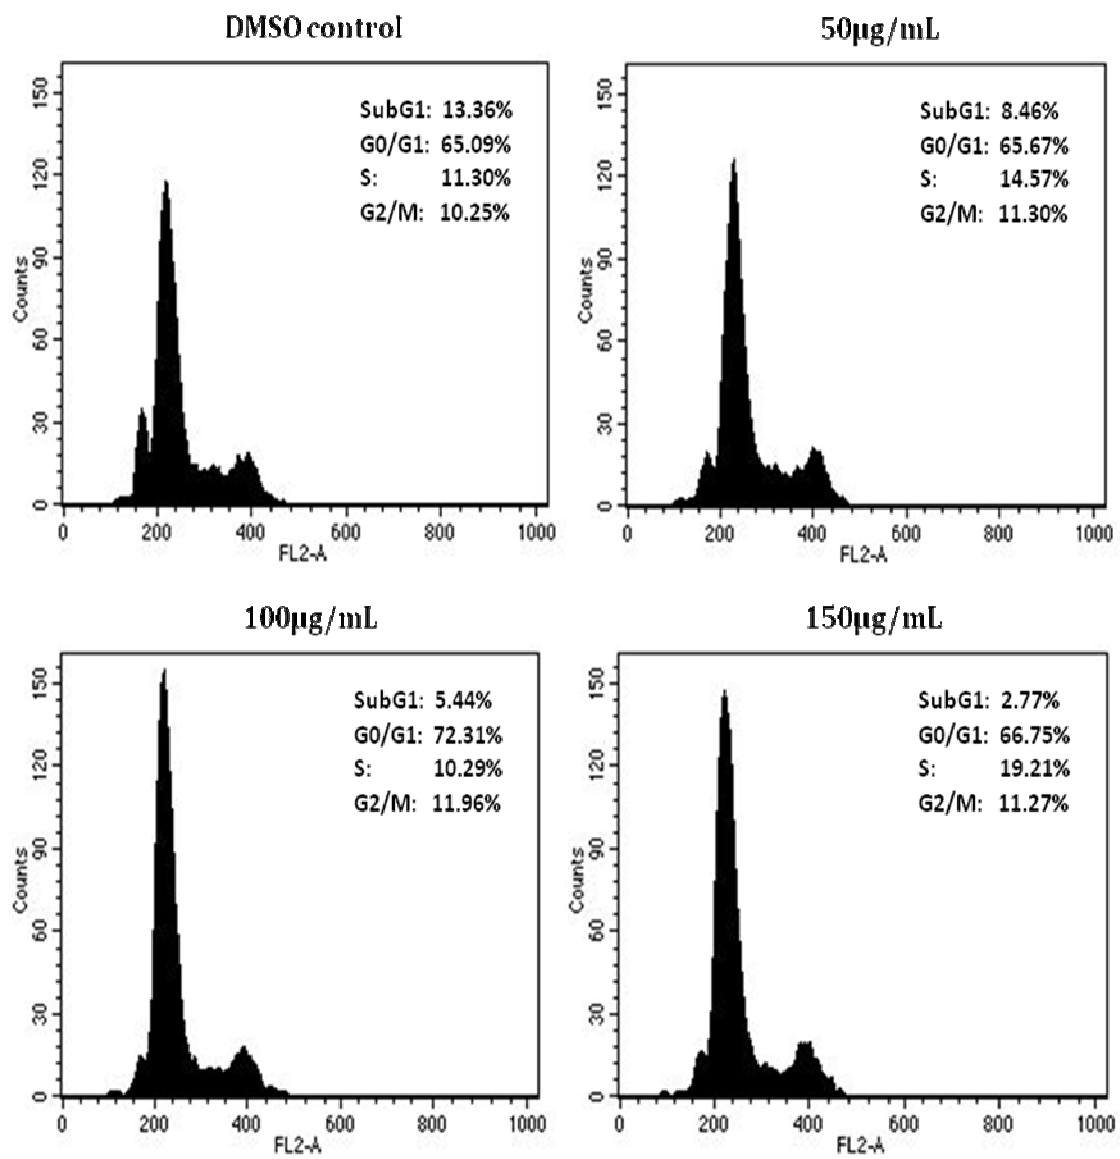 DMSO control
SubG1: 13.36%
G0/G1: 65.09%
S: 11.30%
G2/M: 10.25%
Counts
150
120
90
60
30
0
0 200 400 600 800 1000
FL2-A
50µg/mL
SubG1: 8.46%
G0/G1: 65.67%
S: 14.57%
G2/M: 11.30%
Counts
150
120
90
60
30
0
0 200 400 600 800 1000
FL2-A
100µg/mL
SubG1: 5.44%
G0/G1: 72.31%
S: 10.29%
G2/M: 11.96%
Counts
150
120
90
60
30
0
0 200 400 600 800 1000
FL2-A
150µg/mL
SubG1: 2.77%
G0/G1: 66.75%
S: 19.21%
G2/M: 11.27%
Counts
150
120
90
60
30
0
0 200 400 600 800 1000
FL2-A